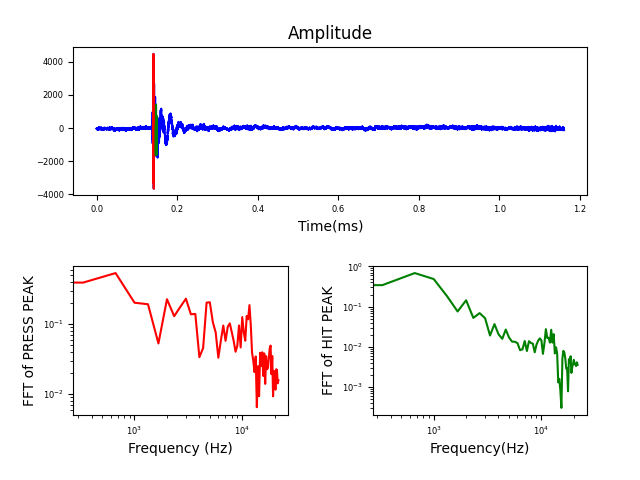 Amplitude
4000
2000
0
−2000
−4000
0.0 0.2 0.4 0.6 0.8 1.0 1.2
Time(ms)
FFT of PRESS PEAK
10⁻¹
10⁻²
10³ 10⁴
Frequency (Hz)
FFT of HIT PEAK
10⁰
10⁻¹
10⁻²
10⁻³
10³ 10⁴
Frequency(Hz)